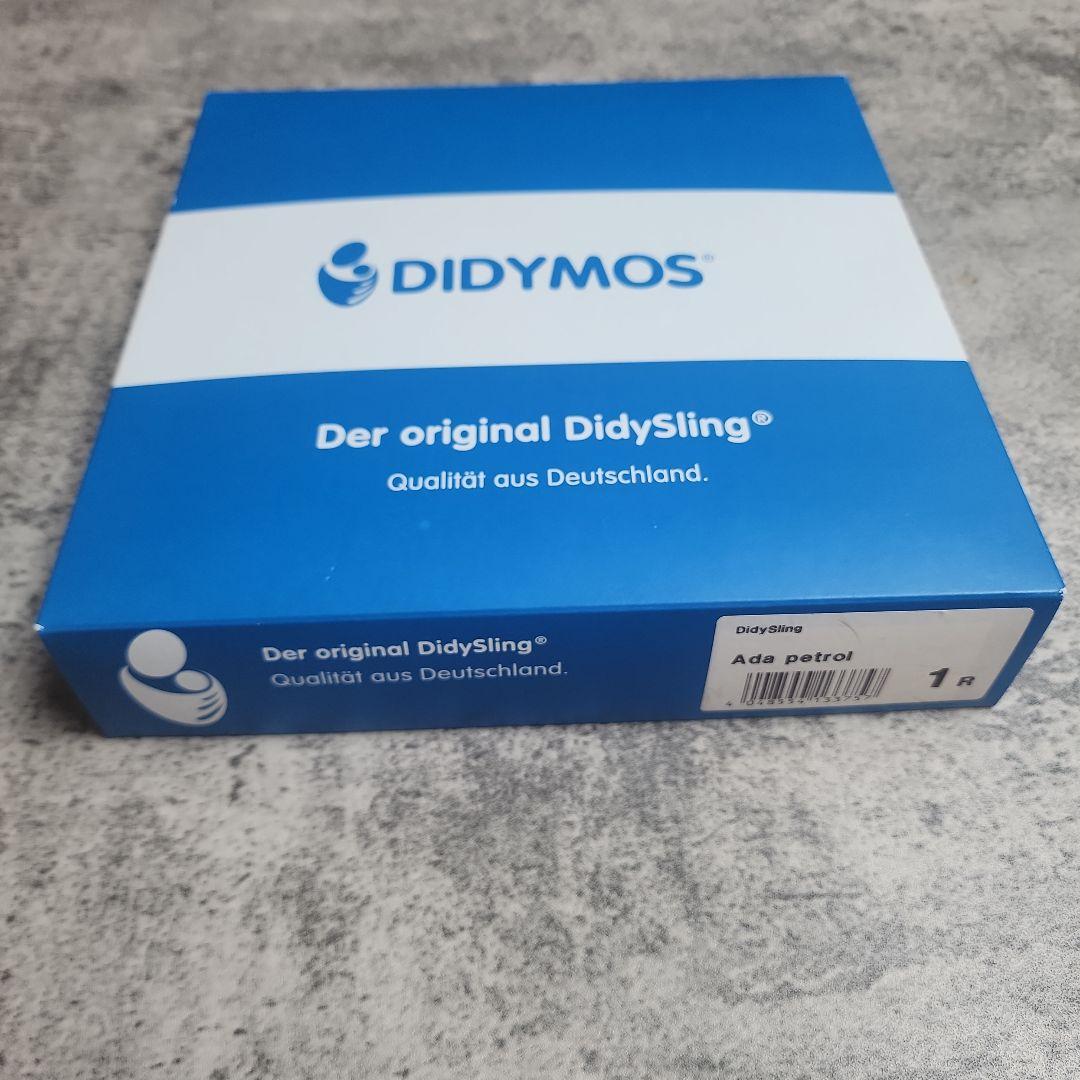 DIDYMOS®
Der original DidySling®
Qualität aus Deutschland.
Der original DidySling®
Qualität aus Deutschland.
DidySling
Ada petrol
1 R